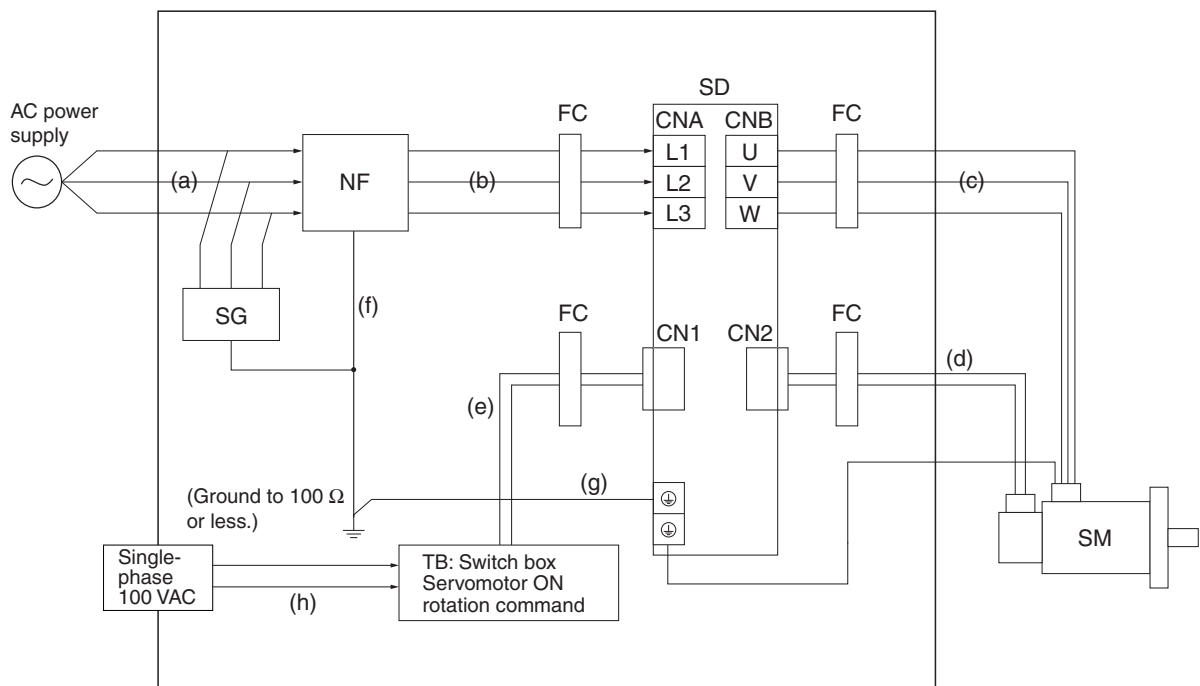 SD
AC power
supply
FC
CNA
CNB
FC
L1
U
(a)
NF
(b)
L2
V
(c)
L3
W
SG
(f)
FC
CN1
CN2
FC
(d)
(e)
(Ground to 100 Ω
or less.)
(g)
Single-
phase
100 VAC
(h)
TB: Switch box
Servomotor ON
rotation command
SM